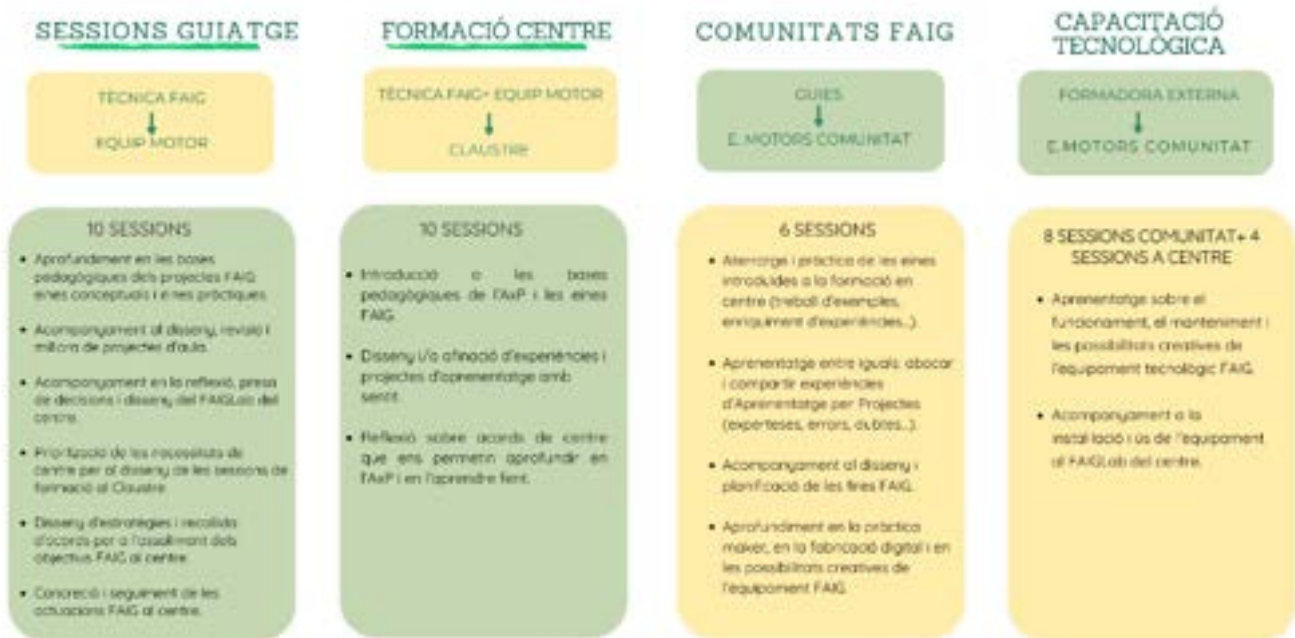 SESSIONS GUIATGE
TÈCNICA FAIG
EQUIP MOTOR
10 SESSIONS
• Aprofundiment en les bases
pedagògiques dels projectes FAIG:
eines conceptuals i eines pràctiques.
• Acompanyament al disseny, revisió i
millora de projectes d'aula.
• Acompanyament en la reflexió, presa
de decisions i disseny del FAIGLab del
centre.
• Priorització de les necessitats de
centre per al disseny de les sessions de
formació al Claustre.
• Disseny d'estratègies i recollida
d'acords per a l'assoliment dels
objectius FAIG al centre.
• Concreció i seguiment de les
actuacions FAIG al centre.
FORMACIÓ CENTRE
TÈCNICA FAIG+ EQUIP MOTOR
CLAUSTRE
10 SESSIONS
• Introducció a les bases
pedagògiques de l'AxP i les eines
FAIG.
• Disseny i/o afinació d'experiències i
projectes d'aprenentatge amb
sentit.
• Reflexió sobre acords de centre
que ens permetin aprofundir en
l'AxP i en l'aprendre fent.
COMUNITATS FAIG
GUIES
E. MOTORS COMUNITAT
6 SESSIONS
• Aterratge i pràctica de les eines
introduïdes a la formació en
centre (treball d'exemples,
enriquiment d'experiències...).
• Aprenentatge entre iguals: abocar
i compartir experiències
d'Aprenentatge per Projectes
(experteses, errors, dubtes...).
• Acompanyament al disseny i
planificació de les fires FAIG.
• Aprofundiment en la pràctica
maker, en la fabricació digital i en
les possibilitats creatives de
l'equipament FAIG.
CAPACITACIÓ
TECNOLÒGICA
FORMADORA EXTERNA
E.MOTORS COMUNITAT
8 SESSIONS COMUNITAT+ 4
SESSIONS A CENTRE
• Aprenentatge sobre el
funcionament, el manteniment i
les possibilitats creatives de
l'equipament tecnològic FAIG.
• Acompanyament a la
instal·lació i ús de l'equipament
al FAIGLab del centre.